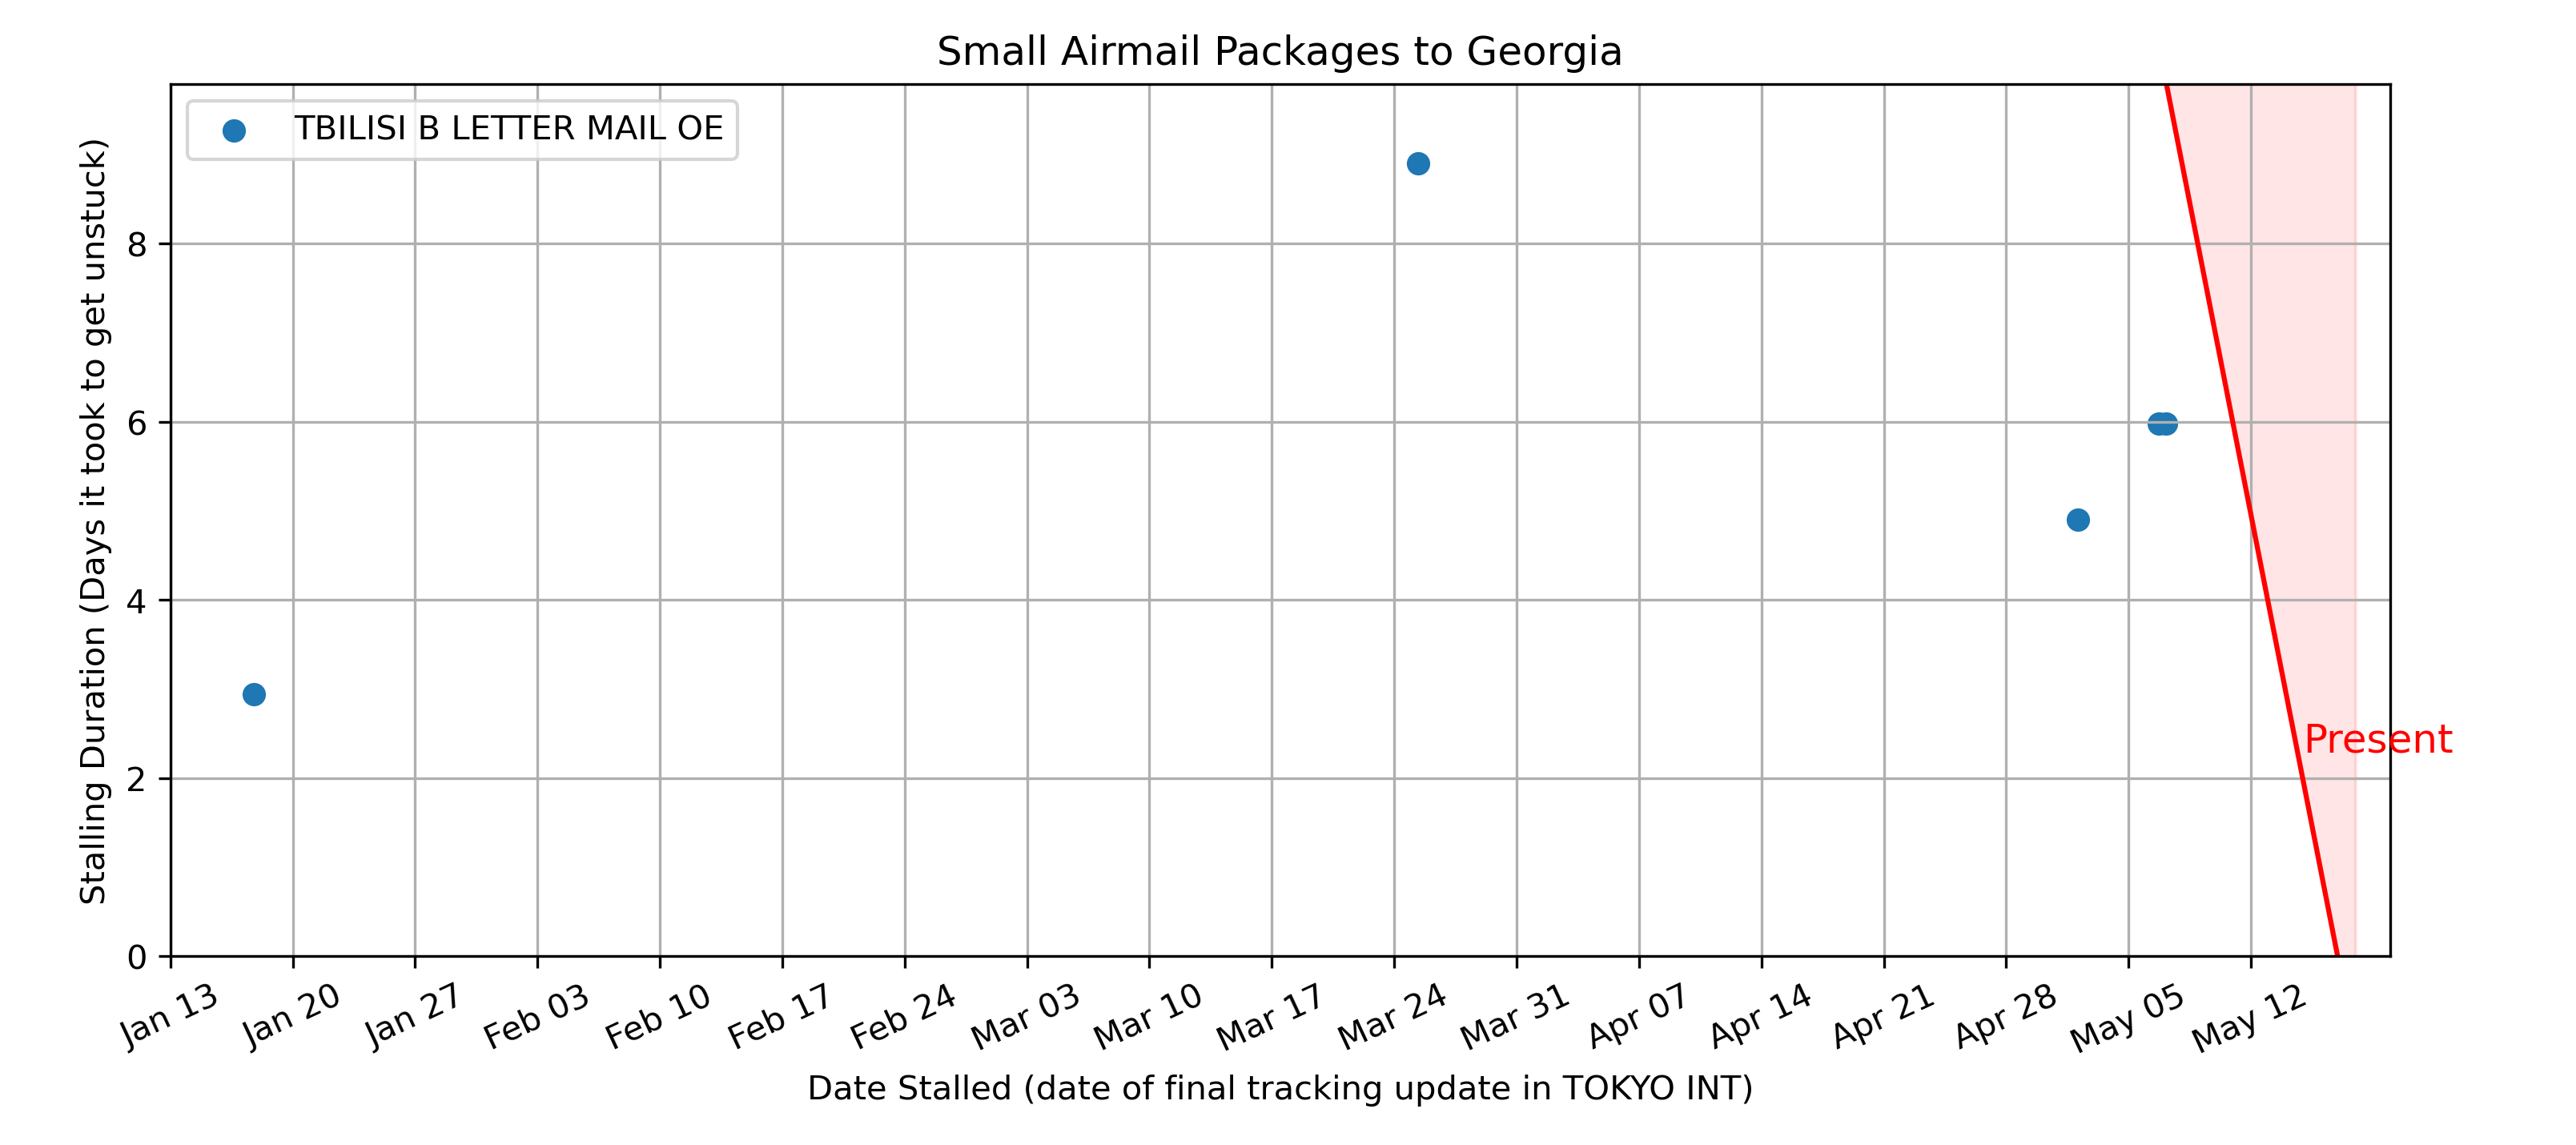 Small Airmail Packages to Georgia
TBILISI B LETTER MAIL OE
Stalling Duration (Days it took to get unstuck)
8
6
4
2
0
Present
Jan 13
Jan 20
Jan 27
Feb 03
Feb 10
Feb 17
Feb 24
Mar 03
Mar 10
Mar 17
Mar 24
Mar 31
Apr 07
Apr 14
Apr 21
Apr 28
May 05
May 12
Date Stalled (date of final tracking update in TOKYO INT)